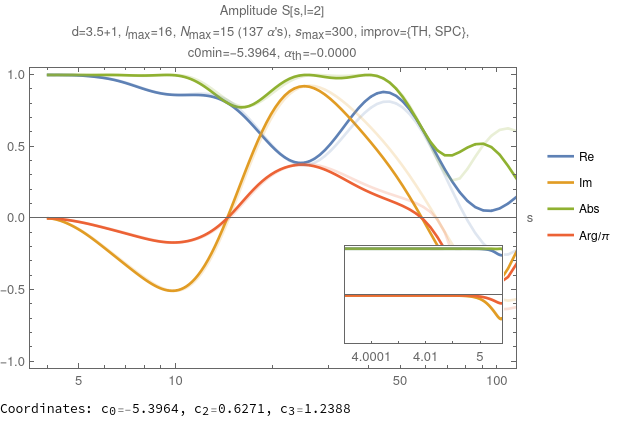 Amplitude S[s,l=2]
d=3.5+1, lmax=16, Nmax=15 (137 α's), smax=300, improv={TH, SPC},
c0min=−5.3964, αth=−0.0000
1.0
0.5
0.0
−0.5
−1.0
s
Re
Im
Abs
Arg/π
4.0001 4.01 5
5 10 50 100
Coordinates: c0=-5.3964, c2=0.6271, c3=1.2388